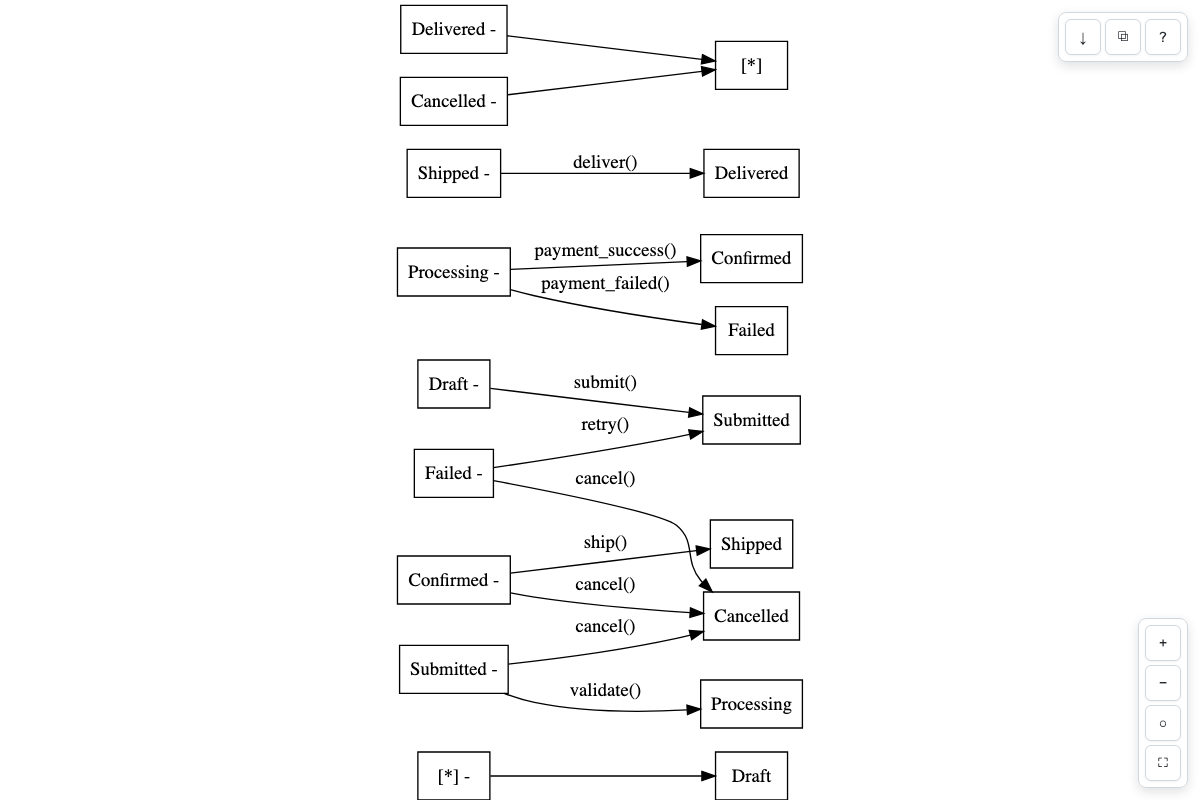 Delivered -
[*]
Cancelled -
Shipped -
deliver()
Delivered
Processing -
payment_success()
Confirmed
payment_failed()
Failed
Draft -
submit()
Submitted
retry()
Failed -
cancel()
ship()
Shipped
Confirmed -
cancel()
Cancelled
cancel()
Submitted -
validate()
Processing
[*] -
Draft
↓
?
+
−